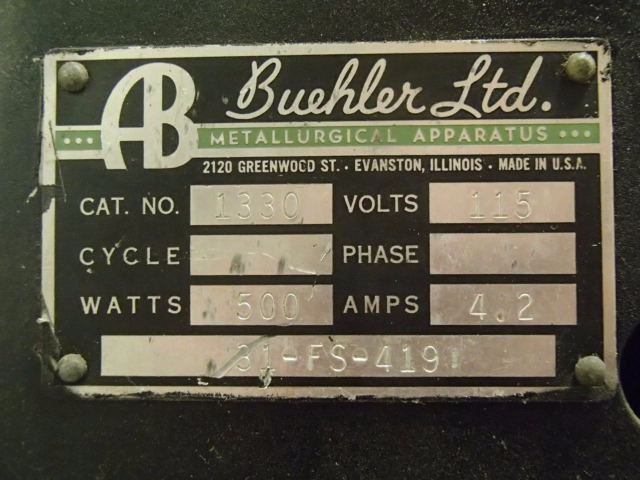 AB Buehler Ltd.
METALLURGICAL APPARATUS
2120 GREENWOOD ST. · EVANSTON, ILLINOIS · MADE IN U.S.A.
CAT. NO. 1330 VOLTS 115
CYCLE PHASE
WATTS 500 AMPS 4.2
31-FS-419